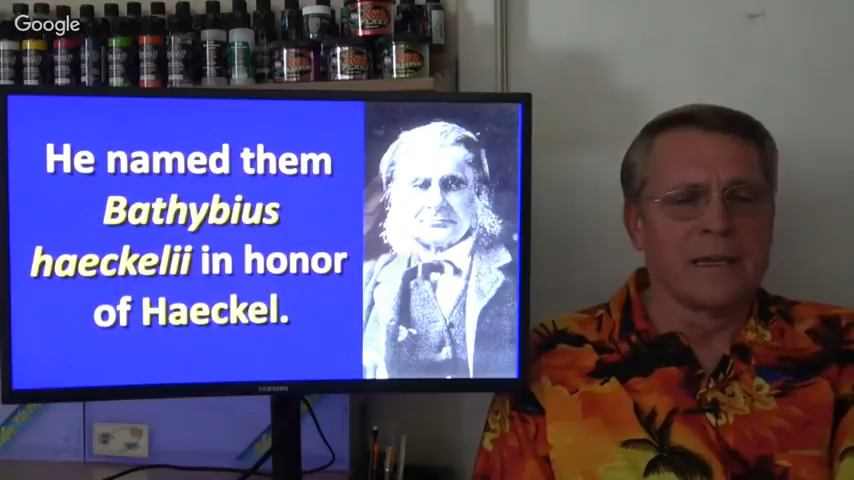 Google
He named them
Bathybius
haeckelii in honor
of Haeckel.
SAMSUNG